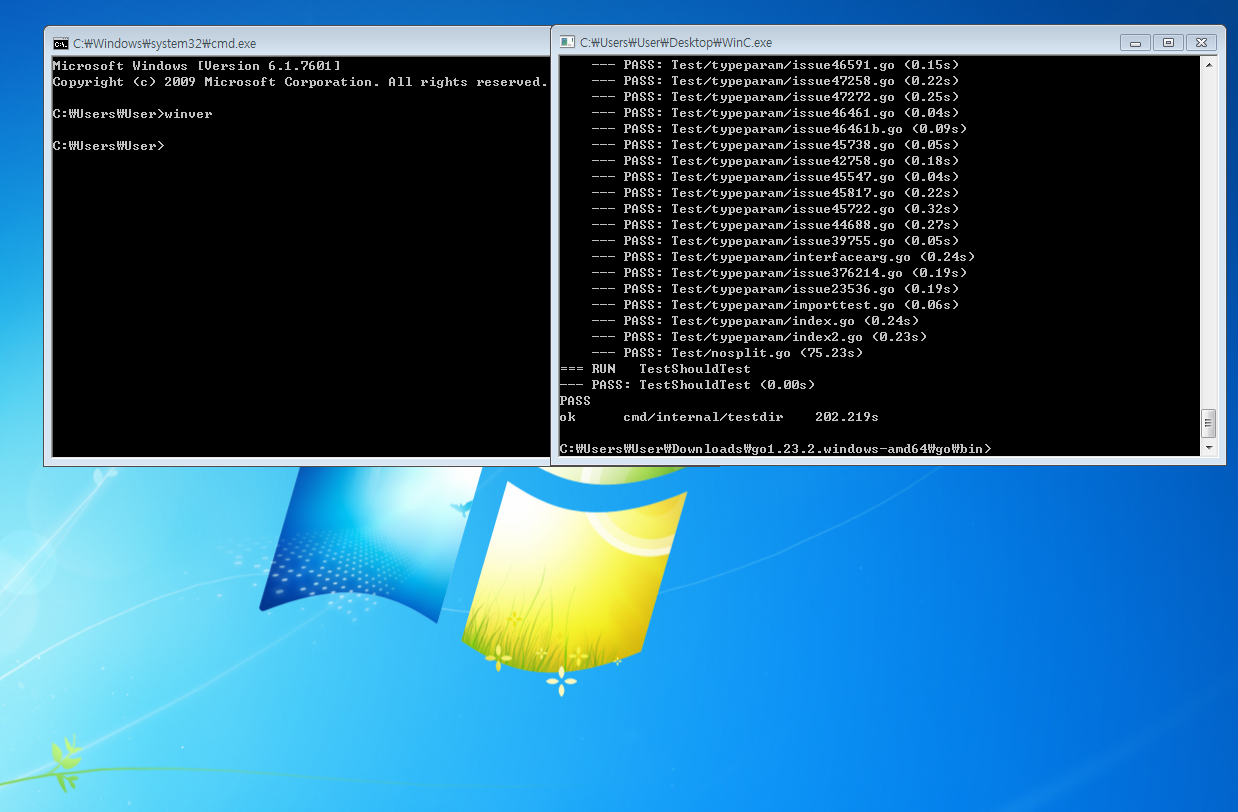 C:₩Windows₩system32₩cmd.exe
Microsoft Windows [Version 6.1.7601]
Copyright (c) 2009 Microsoft Corporation. All rights reserved.
C:₩Users₩User>winver
C:₩Users₩User>
C:₩Users₩User₩Desktop₩WinC.exe
--- PASS: Test/typeparam/issue46591.go (0.15s)
--- PASS: Test/typeparam/issue47258.go (0.22s)
--- PASS: Test/typeparam/issue47272.go (0.25s)
--- PASS: Test/typeparam/issue46461.go (0.04s)
--- PASS: Test/typeparam/issue46461b.go (0.09s)
--- PASS: Test/typeparam/issue45738.go (0.05s)
--- PASS: Test/typeparam/issue42758.go (0.18s)
--- PASS: Test/typeparam/issue45547.go (0.04s)
--- PASS: Test/typeparam/issue45817.go (0.22s)
--- PASS: Test/typeparam/issue45722.go (0.32s)
--- PASS: Test/typeparam/issue44688.go (0.27s)
--- PASS: Test/typeparam/issue39755.go (0.05s)
--- PASS: Test/typeparam/interfacearg.go (0.24s)
--- PASS: Test/typeparam/issue376214.go (0.19s)
--- PASS: Test/typeparam/issue23536.go (0.19s)
--- PASS: Test/typeparam/importtest.go (0.06s)
--- PASS: Test/typeparam/index.go (0.24s)
--- PASS: Test/typeparam/index2.go (0.23s)
--- PASS: Test/nosplit.go (75.23s)
=== RUN   TestShouldTest
--- PASS: TestShouldTest (0.00s)
PASS
ok      cmd/internal/testdir    202.219s
C:₩Users₩User₩Downloads₩go1.23.2.windows-amd64₩go₩bin>